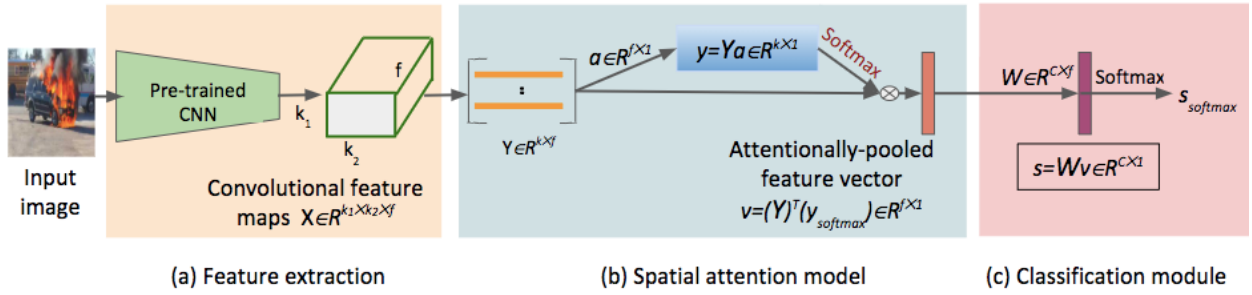 Input
image
Pre-trained
CNN
k₁
k₂
f
Convolutional feature
maps X∈R^{k₁×k₂×f}
(a) Feature extraction
:
Y∈R^{k×f}
a∈R^{f×1}
y=Ya∈R^{k×1}
Softmax
⊗
Attentionally-pooled
feature vector
v=(Y)^T(y_{softmax})∈R^{f×1}
(b) Spatial attention model
W∈R^{C×f}
Softmax
s_{softmax}
s=Wv∈R^{C×1}
(c) Classification module